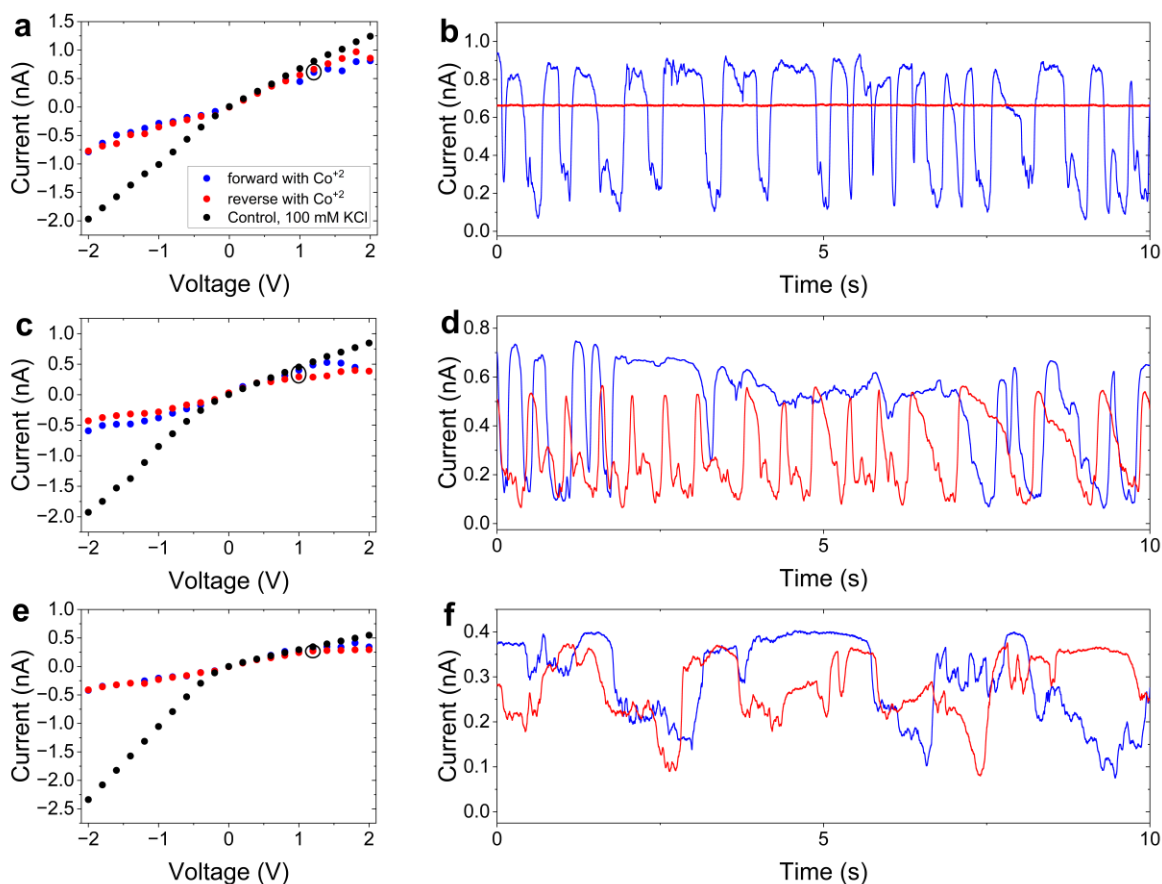 a
Current (nA)
1.5
1.0
0.5
0.0
−0.5
−1.0
−1.5
−2.0
−2 −1 0 1 2
Voltage (V)
forward with Co⁺²
reverse with Co⁺²
Control, 100 mM KCl
b
Current (nA)
1.0
0.8
0.6
0.4
0.2
0.0
0 5 10
Time (s)
c
Current (nA)
1.0
0.5
0.0
−0.5
−1.0
−1.5
−2.0
−2 −1 0 1 2
Voltage (V)
d
Current (nA)
0.8
0.6
0.4
0.2
0.0
0 5 10
Time (s)
e
Current (nA)
1.0
0.5
0.0
−0.5
−1.0
−1.5
−2.0
−2.5
−2 −1 0 1 2
Voltage (V)
f
Current (nA)
0.4
0.3
0.2
0.1
0.0
0 5 10
Time (s)